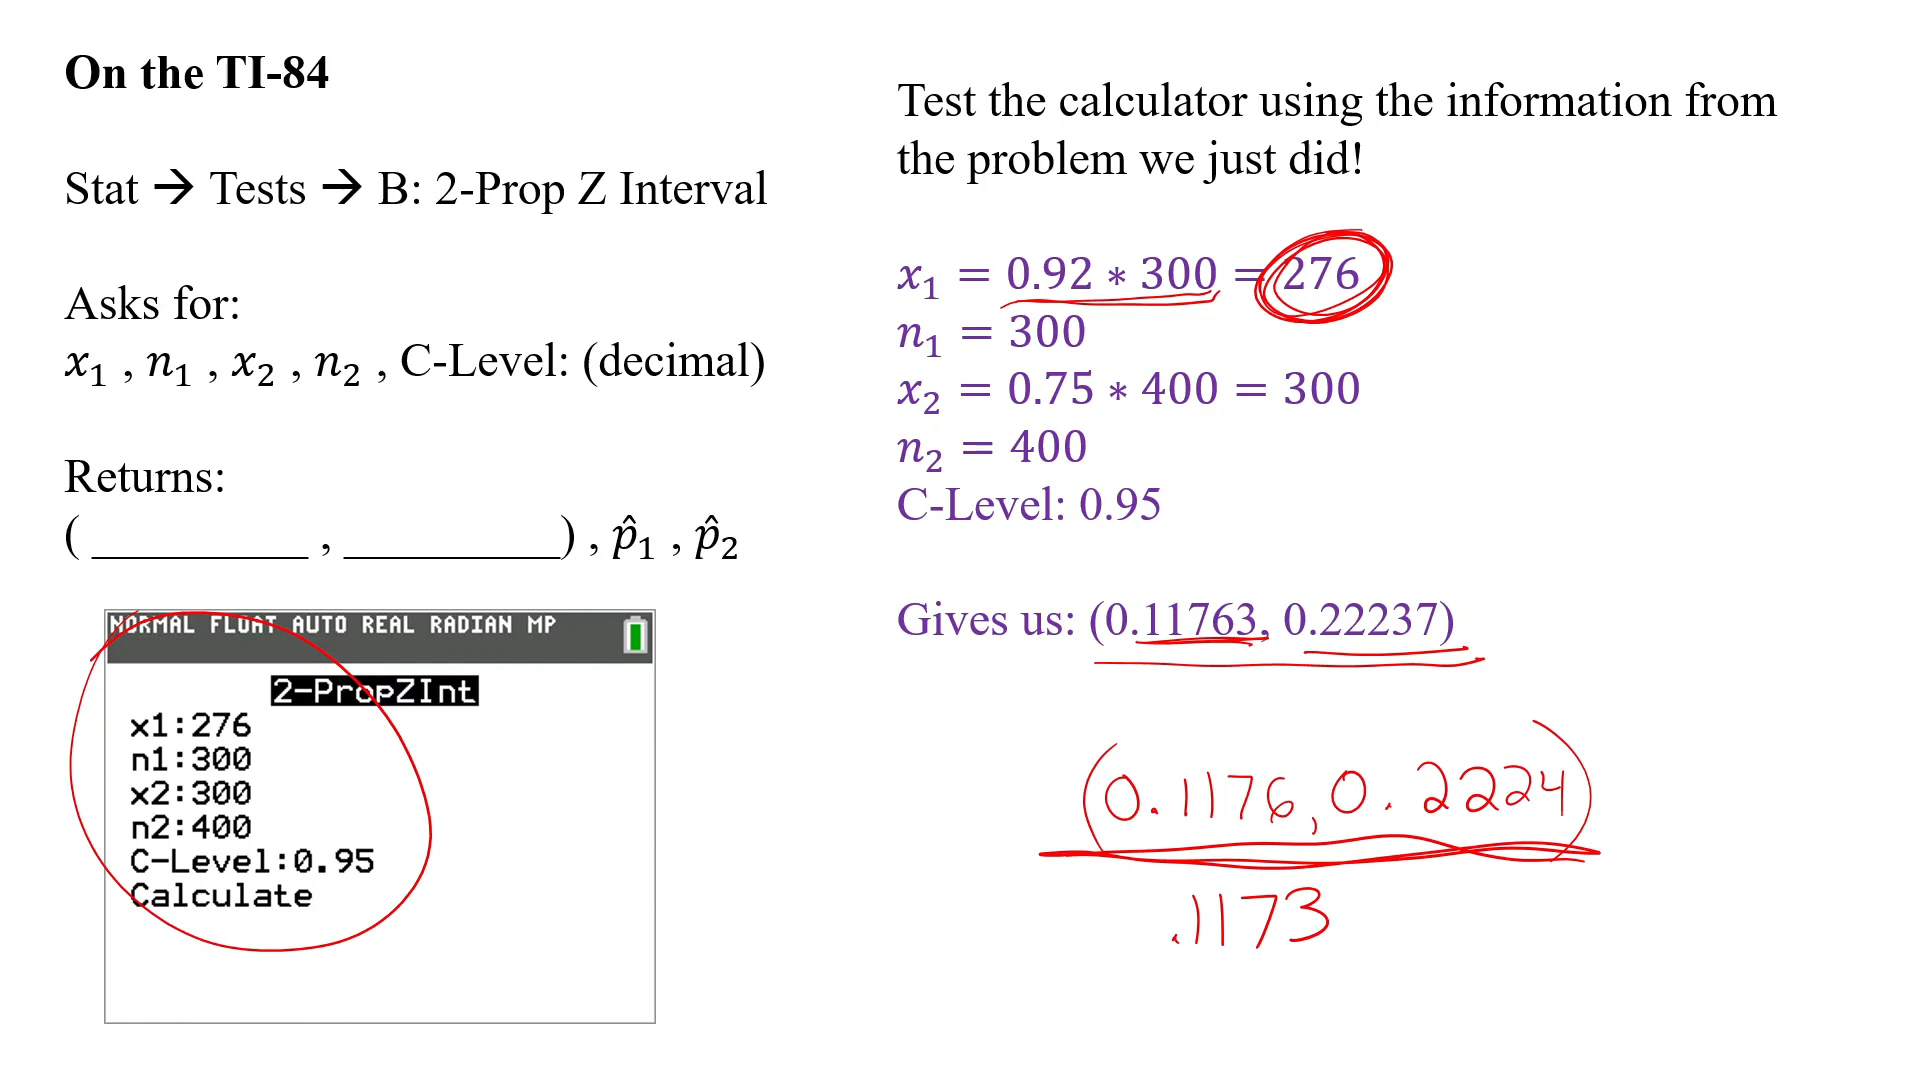 On the TI-84
Stat → Tests → B: 2-Prop Z Interval
Asks for:
x₁ , n₁ , x₂ , n₂ , C-Level: (decimal)
Returns:
( _________ , _________) , p̂₁ , p̂₂
NORMAL FLOAT AUTO REAL RADIAN MP
2-PropZInt
x1:276
n1:300
x2:300
n2:400
C-Level:0.95
Calculate
Test the calculator using the information from
the problem we just did!
x₁ = 0.92 * 300 = 276
n₁ = 300
x₂ = 0.75 * 400 = 300
n₂ = 400
C-Level: 0.95
Gives us: (0.11763, 0.22237)
(0.1176, 0.2224)
.1173